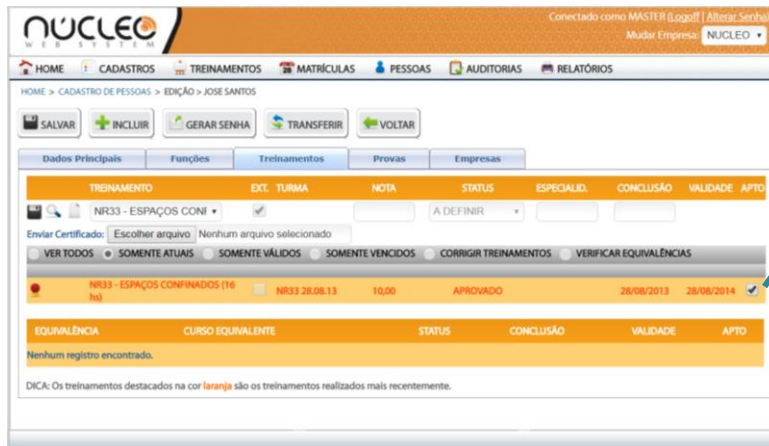 Conectado como MASTER (Logoff | Alterar Senha)
NÚCLEO
WEB SYSTEM
Mudar Empresa: NUCLEO
HOME CADASTROS TREINAMENTOS MATRÍCULAS PESSOAS AUDITORIAS RELATÓRIOS
HOME > CADASTRO DE PESSOAS > EDIÇÃO > JOSE SANTOS
SALVAR INCLUIR GERAR SENHA TRANSFERIR VOLTAR
Dados Principais Funções Treinamentos Provas Empresas
TREINAMENTO EXT. TURMA NOTA STATUS ESPECIALID. CONCLUSÃO VALIDADE APTO
NR33 - ESPAÇOS CONF A DEFINIR
Enviar Certificado: Escolher arquivo Nenhum arquivo selecionado
VER TODOS SOMENTE ATUAIS SOMENTE VÁLIDOS SOMENTE VENCIDOS CORRIGIR TREINAMENTOS VERIFICAR EQUIVALÊNCIAS
NR33 - ESPAÇOS CONFINADOS (16
hs) NR33 28.08.13 10,00 APROVADO 28/08/2013 28/08/2014
EQUIVALÊNCIA CURSO EQUIVALENTE STATUS CONCLUSÃO VALIDADE APTO
Nenhum registro encontrado.
DICA: Os treinamentos destacados na cor laranja são os treinamentos realizados mais recentemente.